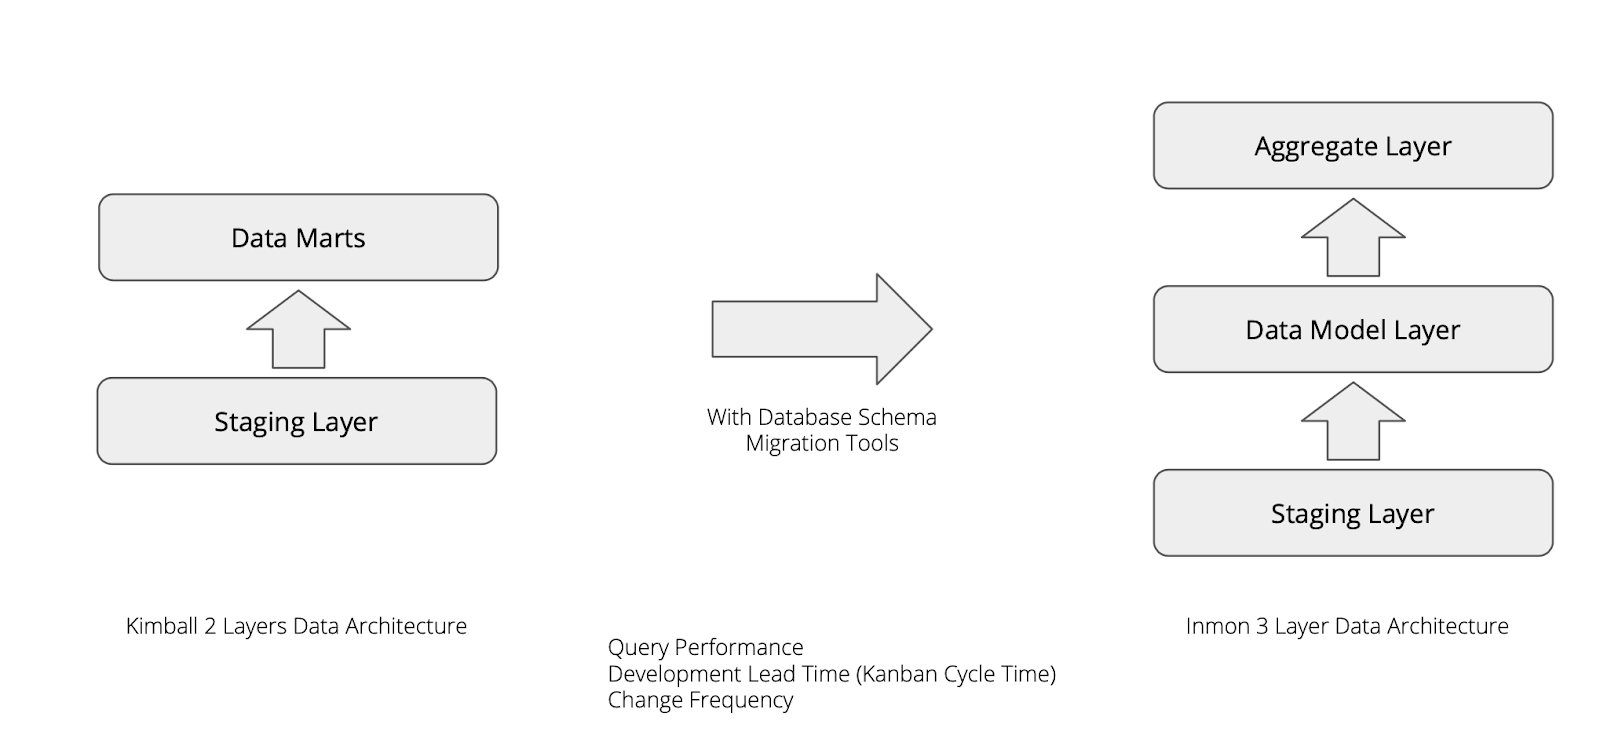 Data Marts
Staging Layer
Kimball 2 Layers Data Architecture
With Database Schema
Migration Tools
Query Performance
Development Lead Time (Kanban Cycle Time)
Change Frequency
Aggregate Layer
Data Model Layer
Staging Layer
Inmon 3 Layer Data Architecture